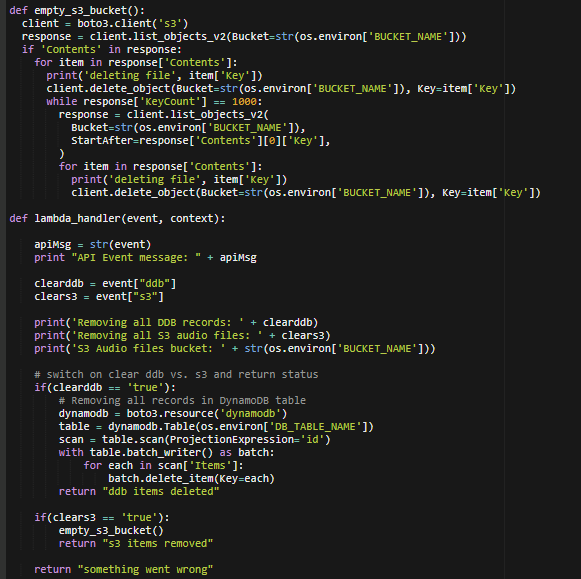 def empty_s3_bucket():
  client = boto3.client('s3')
  response = client.list_objects_v2(Bucket=str(os.environ['BUCKET_NAME']))
  if 'Contents' in response:
    for item in response['Contents']:
      print('deleting file', item['Key'])
      client.delete_object(Bucket=str(os.environ['BUCKET_NAME']), Key=item['Key'])
      while response['KeyCount'] == 1000:
        response = client.list_objects_v2(
          Bucket=str(os.environ['BUCKET_NAME']),
          StartAfter=response['Contents'][0]['Key'],
        )
        for item in response['Contents']:
          print('deleting file', item['Key'])
          client.delete_object(Bucket=str(os.environ['BUCKET_NAME']), Key=item['Key'])

def lambda_handler(event, context):

    apiMsg = str(event)
    print "API Event message: " + apiMsg

    clearddb = event["ddb"]
    clears3 = event["s3"]

    print('Removing all DDB records: ' + clearddb)
    print('Removing all S3 audio files: ' + clears3)
    print('S3 Audio files bucket: ' + str(os.environ['BUCKET_NAME']))

    # switch on clear ddb vs. s3 and return status
    if(clearddb == 'true'):
        # Removing all records in DynamoDB table
        dynamodb = boto3.resource('dynamodb')
        table = dynamodb.Table(os.environ['DB_TABLE_NAME'])
        scan = table.scan(ProjectionExpression='id')
        with table.batch_writer() as batch:
            for each in scan['Items']:
                batch.delete_item(Key=each)
        return "ddb items deleted"

    if(clears3 == 'true'):
        empty_s3_bucket()
        return "s3 items removed"

    return "something went wrong"